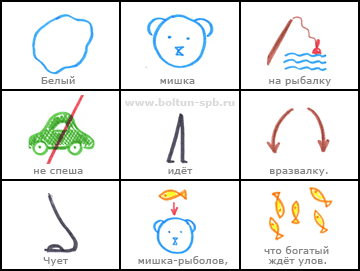 Белый
мишка
на рыбалку
www.boltun-spb.ru
не спеша
идёт
вразвалку.
Чует
мишка-рыболов,
что богатый
ждёт улов.